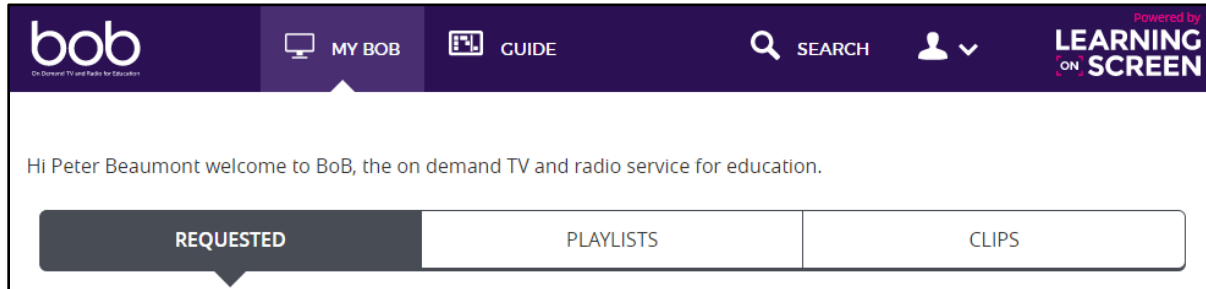 bob
On Demand TV and Radio for Education
MY BOB
GUIDE
SEARCH
Powered by
LEARNING
ON SCREEN
Hi Peter Beaumont welcome to BoB, the on demand TV and radio service for education.
REQUESTED
PLAYLISTS
CLIPS